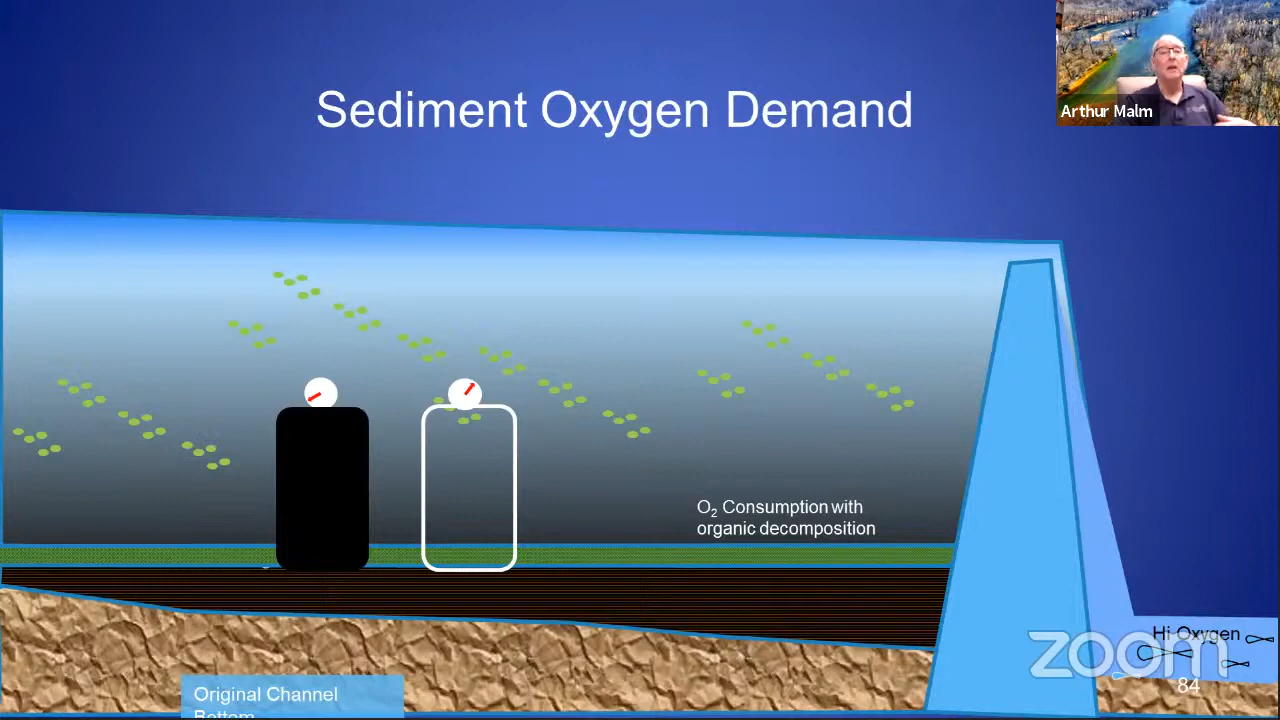 Arthur Malm
Sediment Oxygen Demand
O₂ Consumption with
organic decomposition
Hi Oxygen
zoom
84
Original Channel
Bottom